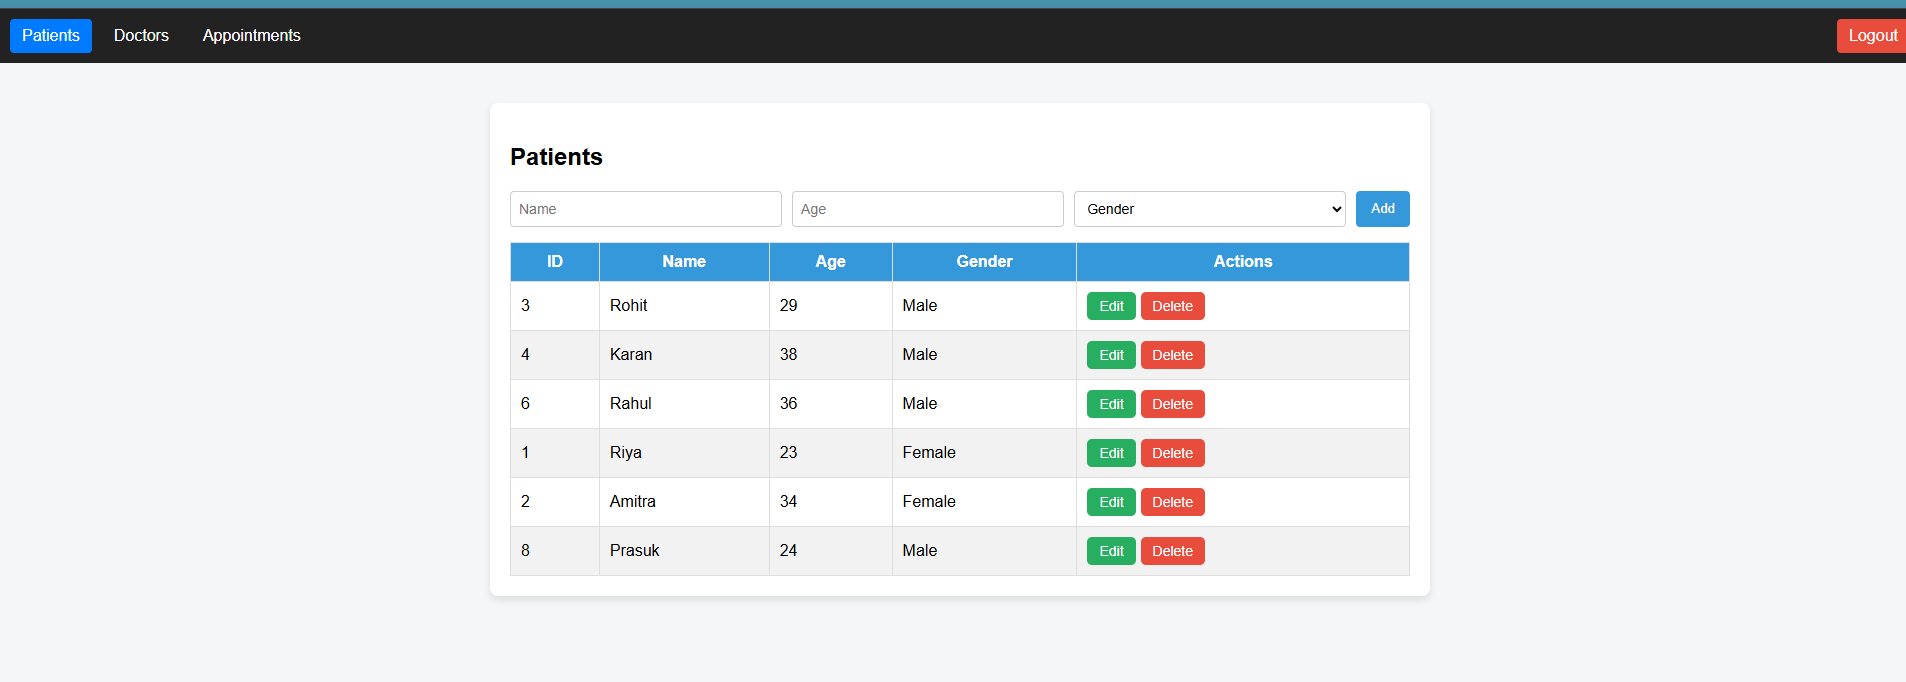 Patients Doctors Appointments Logout
Patients
Name Age Gender Add
ID Name Age Gender Actions
3 Rohit 29 Male Edit Delete
4 Karan 38 Male Edit Delete
6 Rahul 36 Male Edit Delete
1 Riya 23 Female Edit Delete
2 Amitra 34 Female Edit Delete
8 Prasuk 24 Male Edit Delete